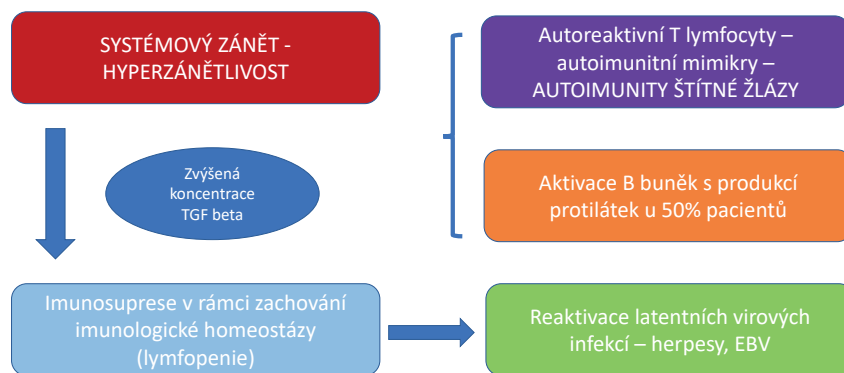 SYSTÉMOVÝ ZÁNĚT -
HYPERZÁNĚTLIVOST
Autoreaktivní T lymfocyty –
autoimunitní mimikry –
AUTOIMUNITY ŠTÍTNÉ ŽLÁZY
Zvýšená
koncentrace
TGF beta
Aktivace B buněk s produkcí
protilátek u 50% pacientů
Imunosuprese v rámci zachování
imunologické homeostázy
(lymfopenie)
Reaktivace latentních virových
infekcí – herpesy, EBV